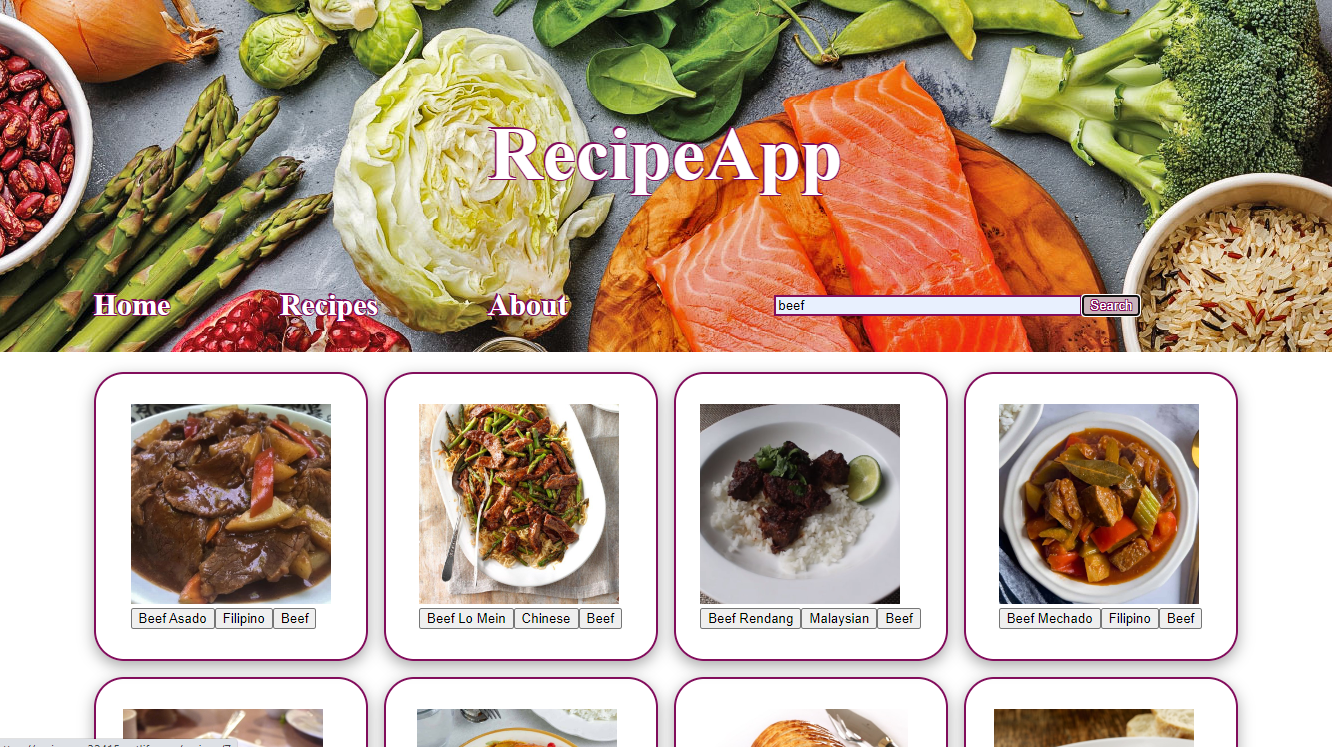 RecipeApp
Home Recipes About beef Search
Beef Asado Filipino Beef
Beef Lo Mein Chinese Beef
Beef Rendang Malaysian Beef
Beef Mechado Filipino Beef